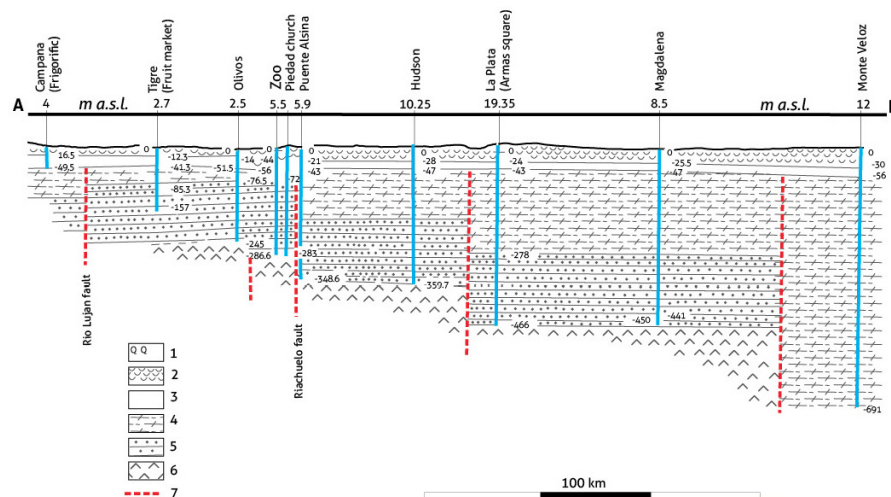 Campana
(Frigorific)
Tigre
(Fruit market)
Olivos
Zoo
Piedad church
Puente Alsina
Hudson
La Plata
(Armas square)
Magdalena
Monte Veloz
A 4 m a.s.l. 2.7 2.5 5.5 5.9 10.25 19.35 8.5 m a.s.l. 12
0 0 0 0 0 0 0 0
16.5 -12.3 -14 -44 -21 -28 -24 -25.5 -30
-49.5 -41.3 -51.5 -56 -43 -47 -43 -47 -56
-85.3 -76.5 -72
-157
-245 -283 -278
-286.6
-348.6 -359.7
-466 -450 -441
-691
Rio Lujan fault
Riachuelo fault
Q Q 1
2
3
4
5
6
7
100 km